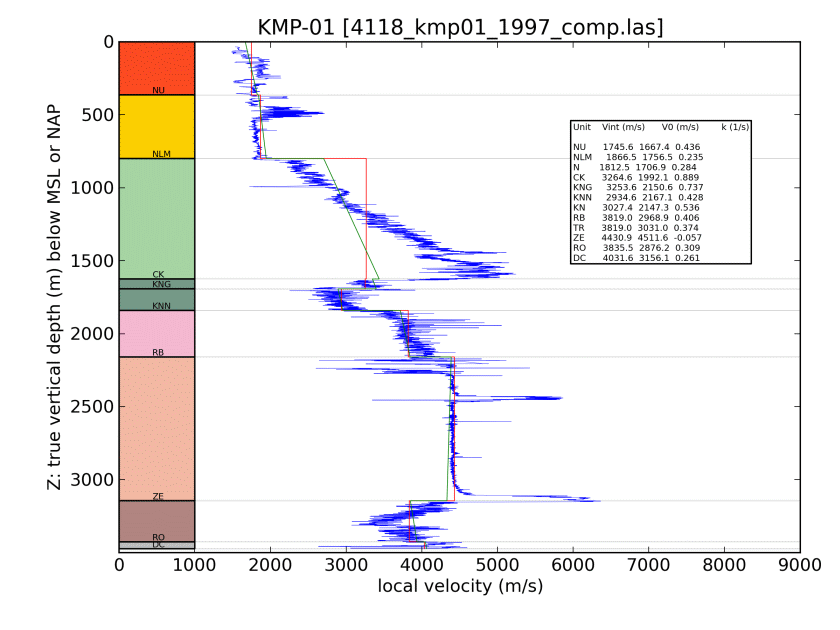 KMP-01 [4118_kmp01_1997_comp.las]
Z: true vertical depth (m) below MSL or NAP
0
500
1000
1500
2000
2500
3000
NU
NLM
CK
KNG
KNN
RB
ZE
RO
DC
Unit Vint (m/s) V0 (m/s) k (1/s)
NU 1745.6 1667.4 0.436
NLM 1866.5 1756.5 0.235
N 1812.5 1706.9 0.284
CK 3264.6 1992.1 0.889
KNG 3253.6 2150.6 0.737
KNN 2934.6 2167.1 0.428
KN 3027.4 2147.3 0.536
RB 3819.0 2968.9 0.406
TR 3819.0 3031.0 0.374
ZE 4430.9 4511.6 -0.057
RO 3835.5 2876.2 0.309
DC 4031.6 3156.1 0.261
0 1000 2000 3000 4000 5000 6000 7000 8000 9000
local velocity (m/s)